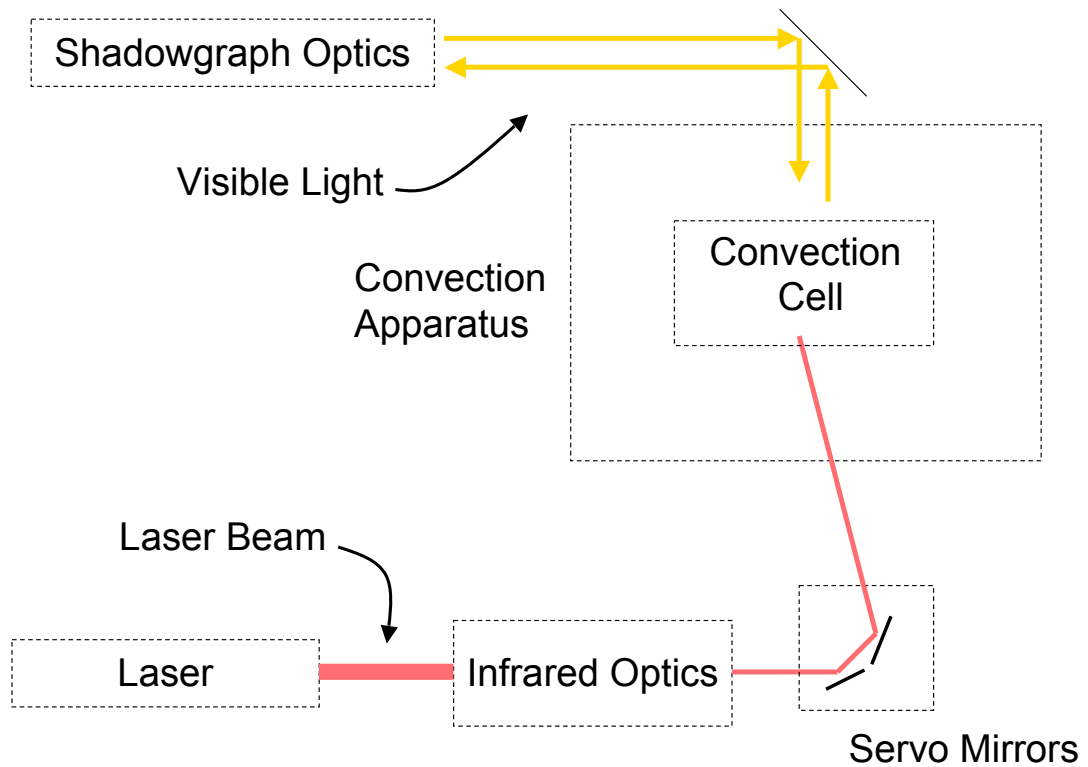 Shadowgraph Optics
Visible Light
Convection
Cell
Convection
Apparatus
Laser Beam
Laser
Infrared Optics
Servo Mirrors